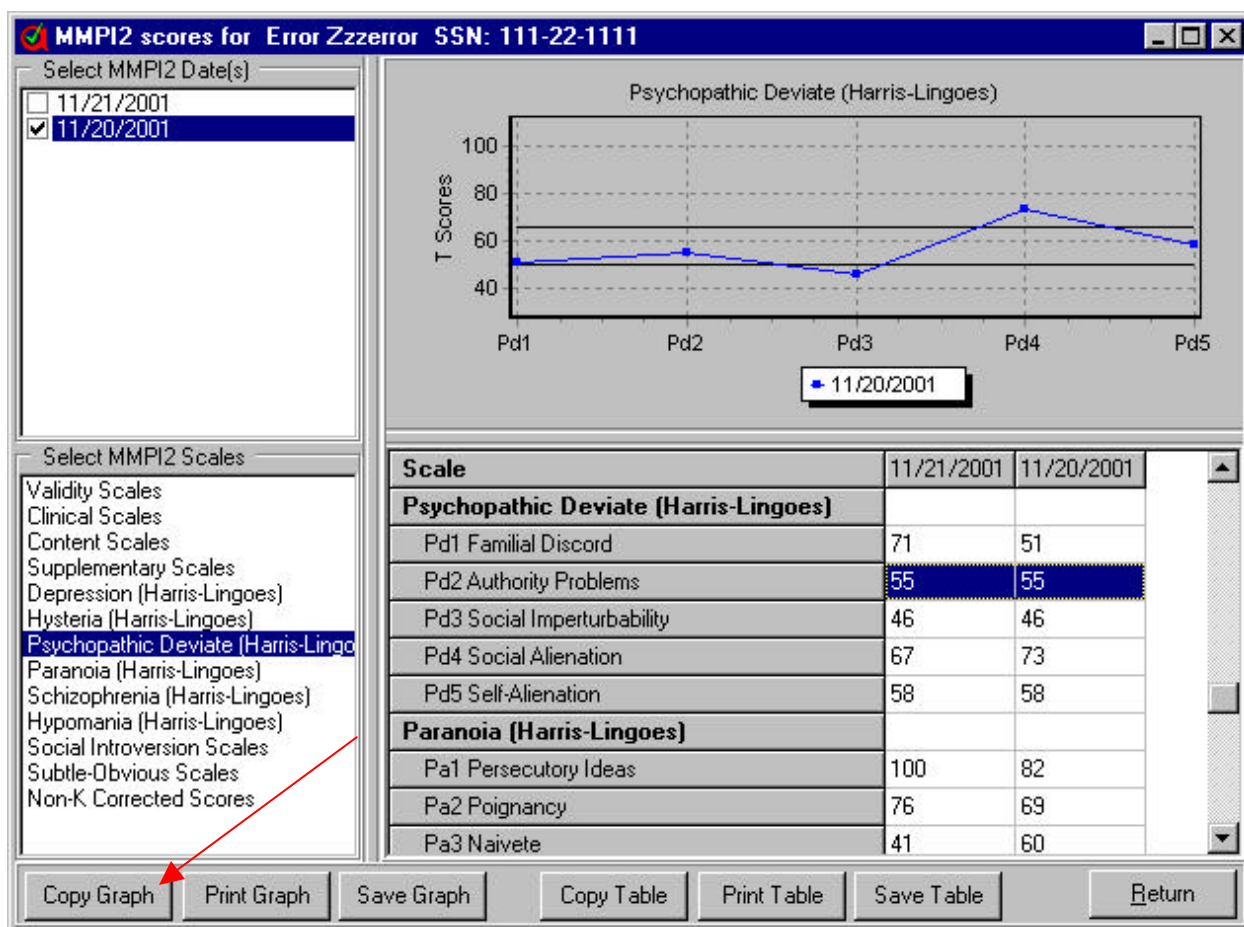 MMPI2 scores for Error Zzzerror SSN: 111-22-1111
Select MMPI2 Date(s)
11/21/2001
11/20/2001
Psychopathic Deviate (Harris-Lingoes)
T Scores
100
80
60
40
Pd1 Pd2 Pd3 Pd4 Pd5
11/20/2001
Select MMPI2 Scales
Validity Scales
Clinical Scales
Content Scales
Supplementary Scales
Depression (Harris-Lingoes)
Hysteria (Harris-Lingoes)
Psychopathic Deviate (Harris-Lingo
Paranoia (Harris-Lingoes)
Schizophrenia (Harris-Lingoes)
Hypomania (Harris-Lingoes)
Social Introversion Scales
Subtle-Obvious Scales
Non-K Corrected Scores
Scale 11/21/2001 11/20/2001
Psychopathic Deviate (Harris-Lingoes)
Pd1 Familial Discord 71 51
Pd2 Authority Problems 55 55
Pd3 Social Imperturbability 46 46
Pd4 Social Alienation 67 73
Pd5 Self-Alienation 58 58
Paranoia (Harris-Lingoes)
Pa1 Persecutory Ideas 100 82
Pa2 Poignancy 76 69
Pa3 Naivete 41 60
Copy Graph Print Graph Save Graph Copy Table Print Table Save Table Return